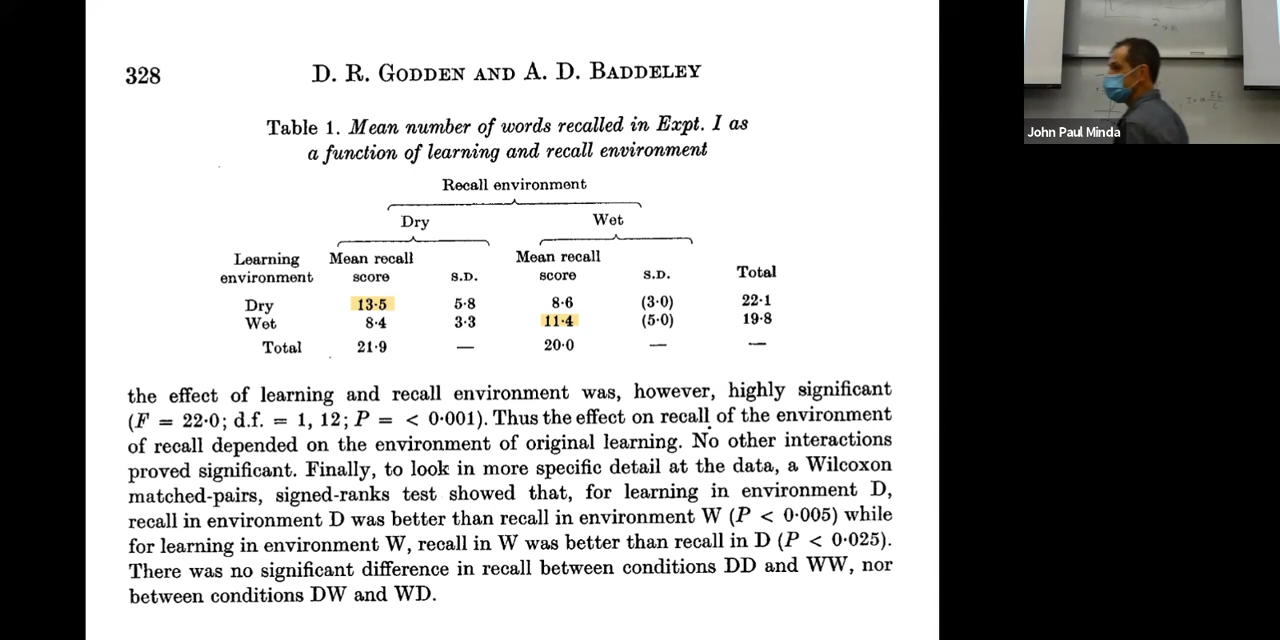 328 D. R. GODDEN AND A. D. BADDELEY
Table 1. Mean number of words recalled in Expt. I as
a function of learning and recall environment
Recall environment
Dry Wet
Learning Mean recall Mean recall
environment score S.D. score S.D. Total
Dry 13·5 5·8 8·6 (3·0) 22·1
Wet 8·4 3·3 11·4 (5·0) 19·8
Total 21·9 — 20·0 — —
the effect of learning and recall environment was, however, highly significant
(F = 22·0; d.f. = 1, 12; P = < 0·001). Thus the effect on recall of the environment
of recall depended on the environment of original learning. No other interactions
proved significant. Finally, to look in more specific detail at the data, a Wilcoxon
matched-pairs, signed-ranks test showed that, for learning in environment D,
recall in environment D was better than recall in environment W (P < 0·005) while
for learning in environment W, recall in W was better than recall in D (P < 0·025).
There was no significant difference in recall between conditions DD and WW, nor
between conditions DW and WD.
John Paul Minda